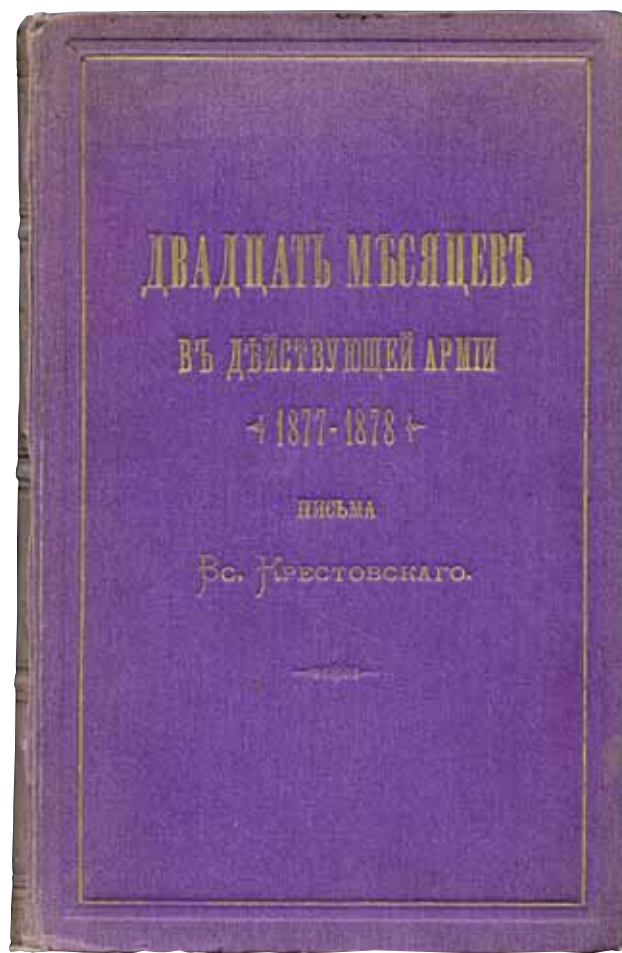 ДВАДЦАТЬ МѢСЯЦЕВЪ
ВЪ ДѢЙСТВУЮЩЕЙ АРМІИ
1877-1878
ПИСЬМА
Вс. Крестовскаго.